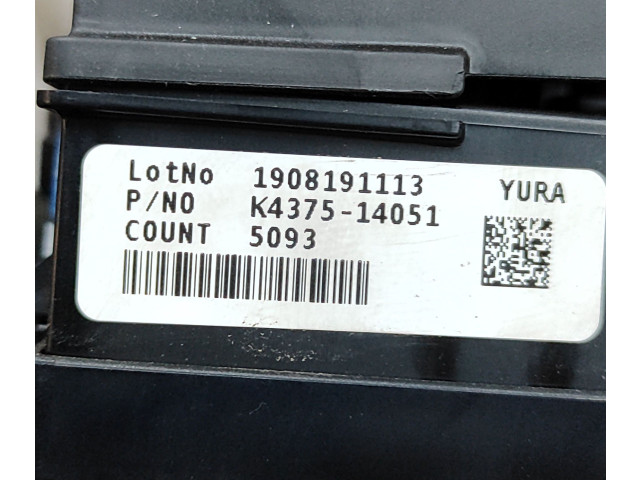 LotNo 1908191113 YURA
P/NO K4375-14051
COUNT 5093